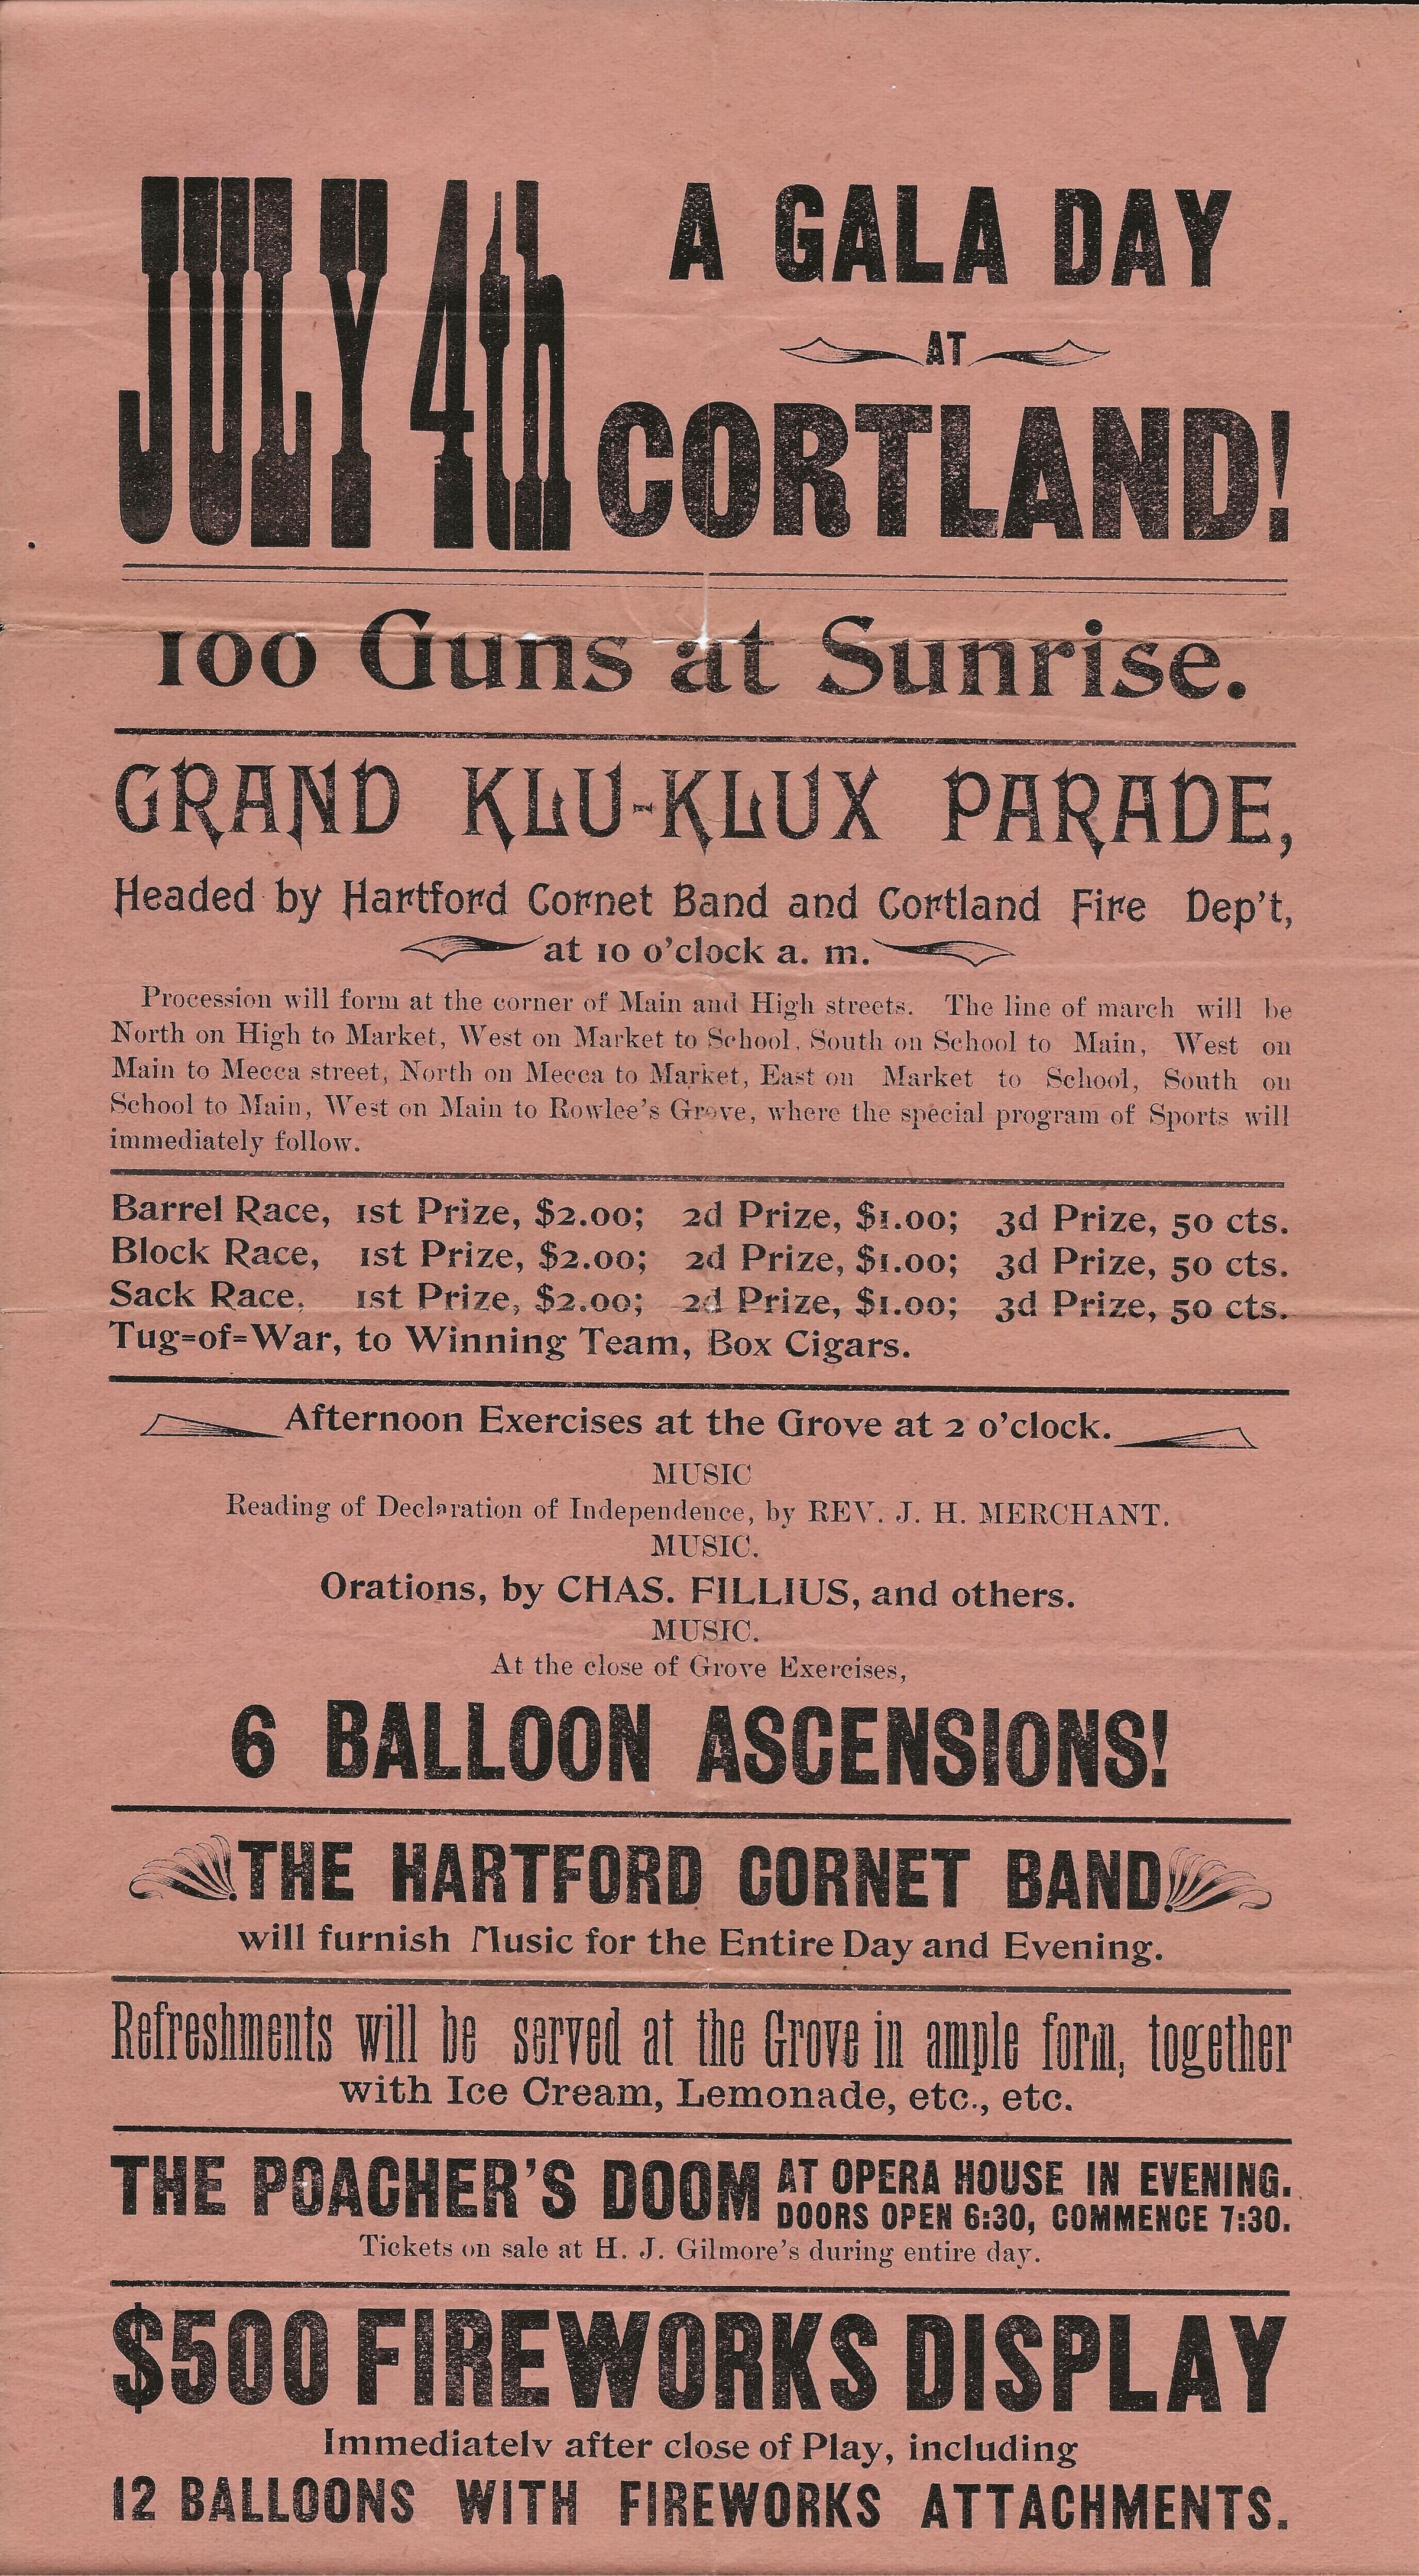 JULY 4th
A GALA DAY
AT
CORTLAND!
100 Guns at Sunrise.
GRAND KLU-KLUX PARADE,
Headed by Hartford Cornet Band and Cortland Fire Dep't,
at 10 o'clock a. m.
Procession will form at the corner of Main and High streets. The line of march will be
North on High to Market, West on Market to School, South on School to Main, West on
Main to Mecca street, North on Mecca to Market, East on Market to School, South on
School to Main, West on Main to Rowlee's Grove, where the special program of Sports will
immediately follow.
Barrel Race, 1st Prize, $2.00; 2d Prize, $1.00; 3d Prize, 50 cts.
Block Race, 1st Prize, $2.00; 2d Prize, $1.00; 3d Prize, 50 cts.
Sack Race, 1st Prize, $2.00; 2d Prize, $1.00; 3d Prize, 50 cts.
Tug=of=War, to Winning Team, Box Cigars.
Afternoon Exercises at the Grove at 2 o'clock.
MUSIC
Reading of Declaration of Independence, by REV. J. H. MERCHANT.
MUSIC.
Orations, by CHAS. FILLIUS, and others.
MUSIC.
At the close of Grove Exercises,
6 BALLOON ASCENSIONS!
THE HARTFORD CORNET BAND
will furnish Music for the Entire Day and Evening.
Refreshments will be served at the Grove in ample form, together
with Ice Cream, Lemonade, etc., etc.
THE POACHER'S DOOM AT OPERA HOUSE IN EVENING.
DOORS OPEN 6:30, COMMENCE 7:30.
Tickets on sale at H. J. Gilmore's during entire day.
$500 FIREWORKS DISPLAY
Immediately after close of Play, including
12 BALLOONS WITH FIREWORKS ATTACHMENTS.